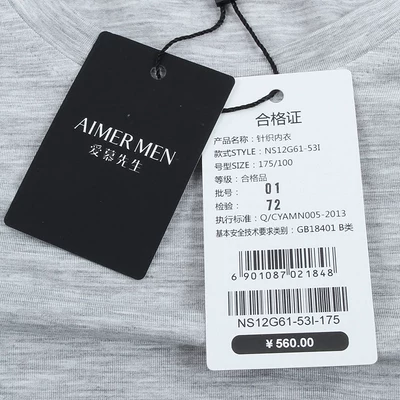 AIMER MEN
爱慕先生
合格证
产品名称：针织内衣
款式STYLE：NS12G61-53I
号型SIZE：175/100
等级：合格品
批号： 01
检验： 72
执行标准：Q/CYAMN005-2013
基本安全技术要求类别：GB18401 B类
6901087021848
NS12G61-53I-175
￥560.00